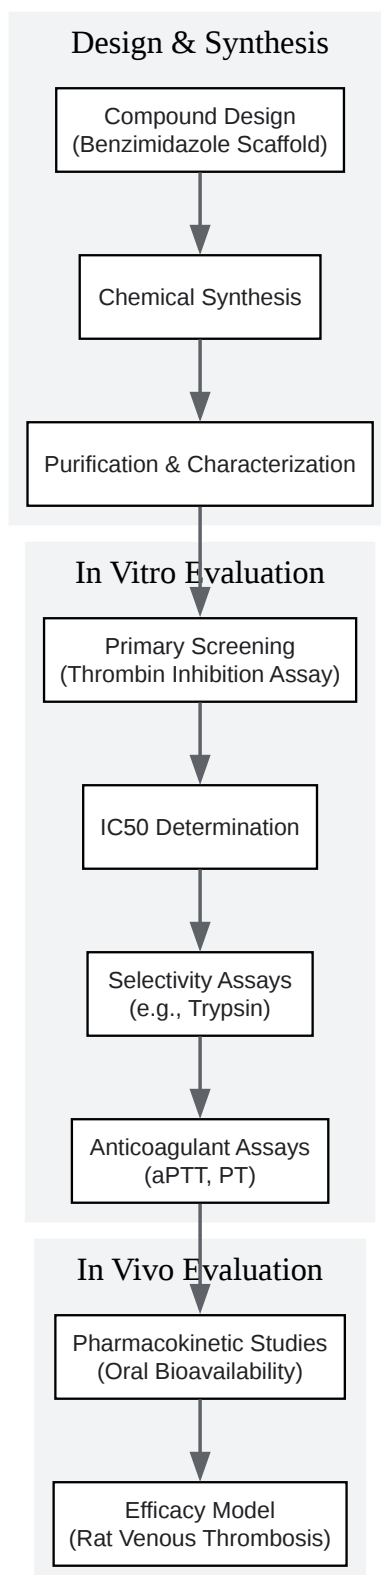 Design & Synthesis
Compound Design
(Benzimidazole Scaffold)
Chemical Synthesis
Purification & Characterization
In Vitro Evaluation
Primary Screening
(Thrombin Inhibition Assay)
IC50 Determination
Selectivity Assays
(e.g., Trypsin)
Anticoagulant Assays
(aPTT, PT)
In Vivo Evaluation
Pharmacokinetic Studies
(Oral Bioavailability)
Efficacy Model
(Rat Venous Thrombosis)